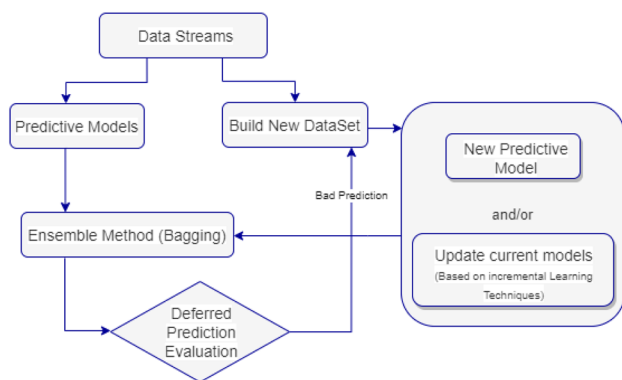 Data Streams
Predictive Models
Build New DataSet
New Predictive
Model
Bad Prediction
and/or
Ensemble Method (Bagging)
Update current models
(Based on incremental Learning
Techniques)
Deferred
Prediction
Evaluation